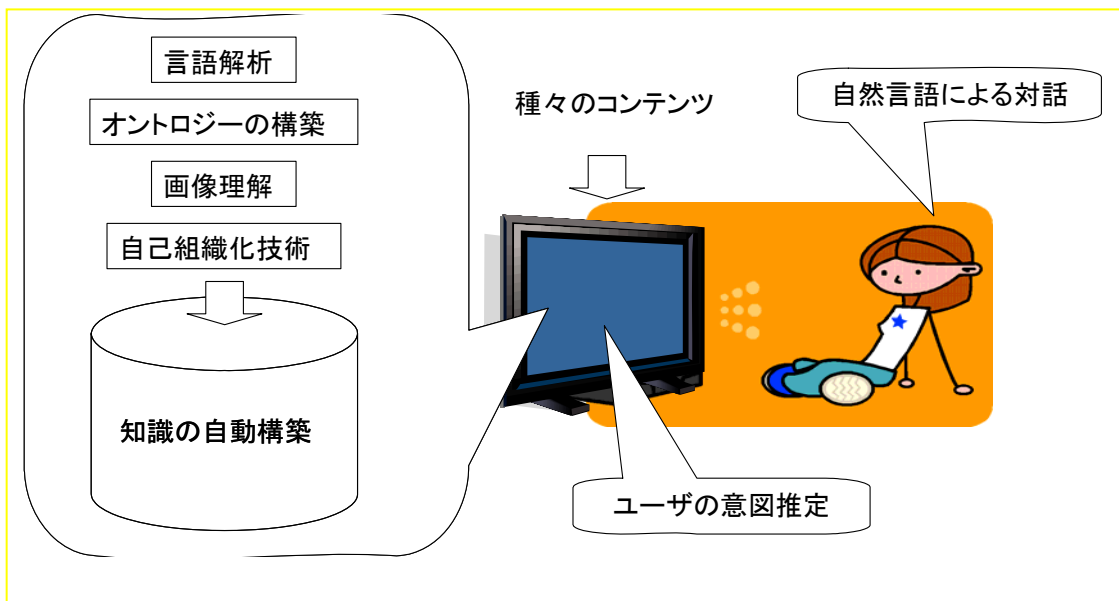 言語解析
オントロジーの構築
画像理解
自己組織化技術
知識の自動構築
種々のコンテンツ
自然言語による対話
ユーザの意図推定